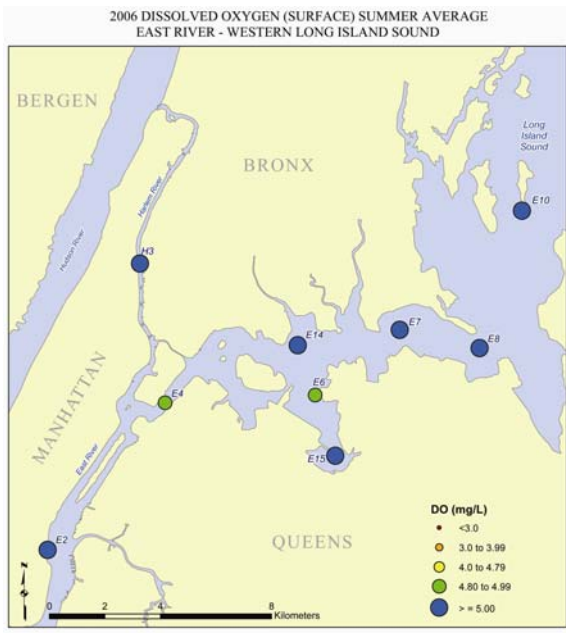 2006 DISSOLVED OXYGEN (SURFACE) SUMMER AVERAGE
EAST RIVER - WESTERN LONG ISLAND SOUND
BERGEN
BRONX
Long
Island
Sound
E10
Harlem River
Hudson River
H3
E14
E7
E8
E6
E4
MANHATTAN
East River
E15
E2
QUEENS
DO (mg/L)
<3.0
3.0 to 3.99
4.0 to 4.79
4.80 to 4.99
> = 5.00
N
0 2 4 8
Kilometers